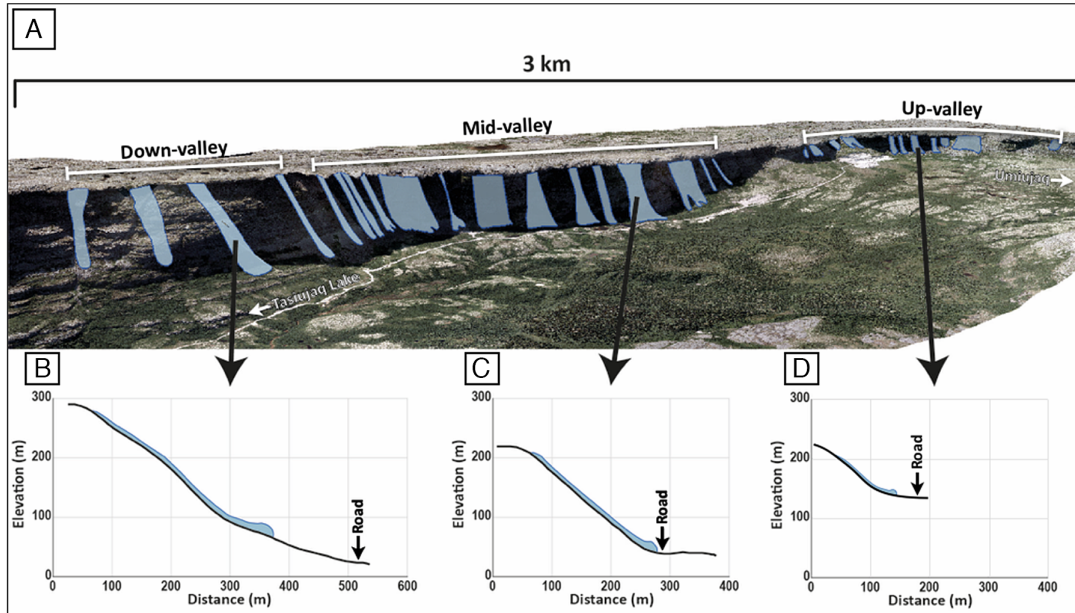 A
3 km
Down-valley
Mid-valley
Up-valley
Umiujaq
Tasiujaq Lake
B
300
200
100
0
Elevation (m)
Road
0 100 200 300 400 500 600
Distance (m)
C
300
200
100
0
Elevation (m)
Road
0 100 200 300 400
Distance (m)
D
300
200
100
0
Elevation (m)
Road
0 100 200 300 400
Distance (m)